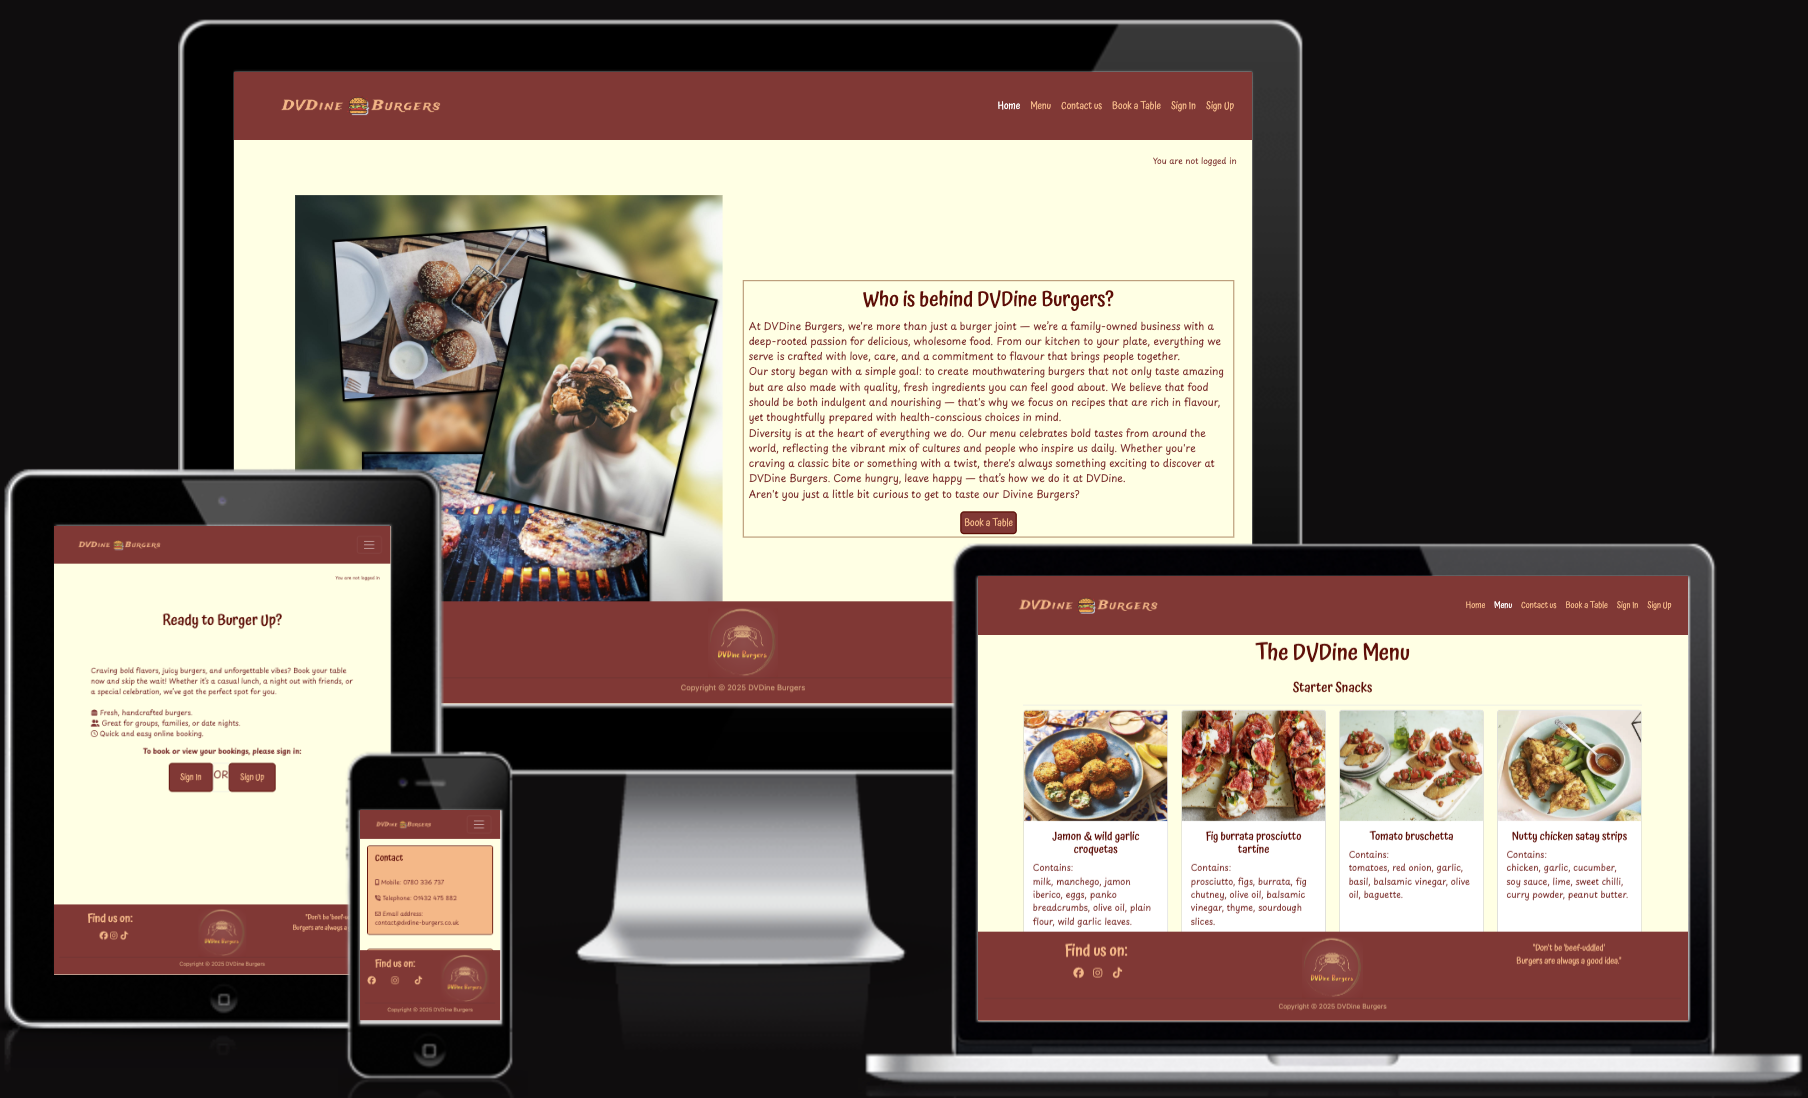 DVDine Burgers
Home Menu Contact us Book a Table Sign In Sign Up
You are not logged in
Who is behind DVDine Burgers?
At DVDine Burgers, we're more than just a burger joint — we're a family-owned business with a
deep-rooted passion for delicious, wholesome food. From our kitchen to your plate, everything we
serve is crafted with love, care, and a commitment to flavour that brings people together.
Our story began with a simple goal: to create mouthwatering burgers that not only taste amazing
but are also made with quality, fresh ingredients you can feel good about. We believe that food
should be both indulgent and nourishing — that's why we focus on recipes that are rich in flavour,
yet thoughtfully prepared with health-conscious choices in mind.
Diversity is at the heart of everything we do. Our menu celebrates bold tastes from around the
world, reflecting the vibrant mix of cultures and people who inspire us daily. Whether you're
craving a classic bite or something with a twist, there's always something exciting to discover at
DVDine Burgers. Come hungry, leave happy — that's how we do it at DVDine.
Aren't you just a little bit curious to get to taste our Divine Burgers?
Book a Table
DVDine Burgers
Copyright © 2025 DVDine Burgers
DVDine Burgers
You are not logged in
Ready to Burger Up?
Craving bold flavors, juicy burgers, and unforgettable vibes? Book your table
now and skip the wait! Whether it's a casual lunch, a night out with friends, or
a special celebration, we've got the perfect spot for you.
Fresh, handcrafted burgers.
Great for groups, families, or date nights.
Quick and easy online booking.
To book or view your bookings, please sign in:
Sign In OR Sign Up
Find us on:
DVDine Burgers
"Don't be 'beef-u
Burgers are always a
Copyright © 2025 DVDine Burgers
DVDine Burgers
Contact
Mobile: 0780 336 737
Telephone: 01432 475 882
Email address:
contact@dvdine-burgers.co.uk
Find us on:
DVDine Burgers
Copyright © 2025 DVDine Burgers
DVDine Burgers
Home Menu Contact us Book a Table Sign In Sign Up
The DVDine Menu
Starter Snacks
Jamon & wild garlic
croquetas
Contains:
milk, manchego, jamon
iberico, eggs, panko
breadcrumbs, olive oil, plain
flour, wild garlic leaves.
Fig burrata prosciutto
tartine
Contains:
prosciutto, figs, burrata, fig
chutney, olive oil, balsamic
vinegar, thyme, sourdough
slices.
Tomato bruschetta
Contains:
tomatoes, red onion, garlic,
basil, balsamic vinegar, olive
oil, baguette.
Nutty chicken satay strips
Contains:
chicken, garlic, cucumber,
soy sauce, lime, sweet chilli,
curry powder, peanut butter.
Find us on:
DVDine Burgers
"Don't be 'beef-uddled'
Burgers are always a good idea."
Copyright © 2025 DVDine Burgers